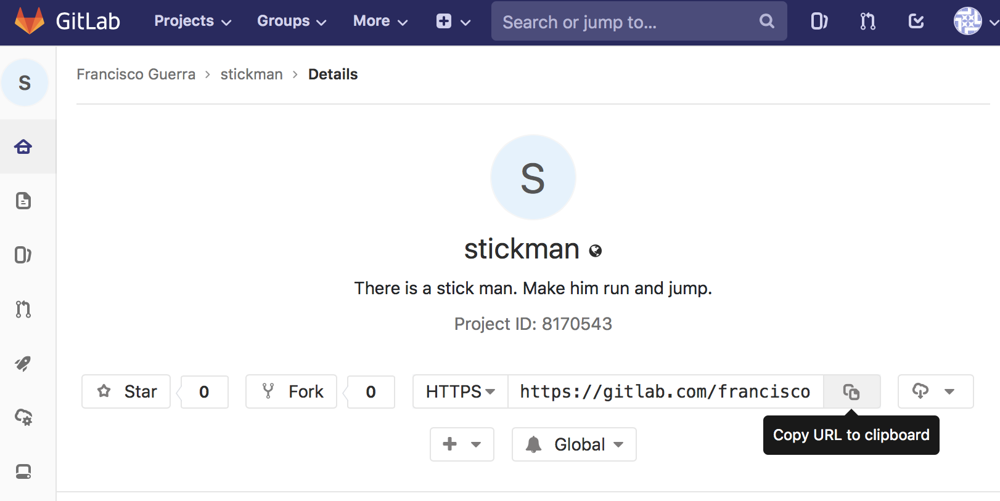 GitLab Projects Groups More Search or jump to...
S
Francisco Guerra > stickman > Details
S
stickman
There is a stick man. Make him run and jump.
Project ID: 8170543
Star 0 Fork 0 HTTPS https://gitlab.com/francisco
Copy URL to clipboard
Global